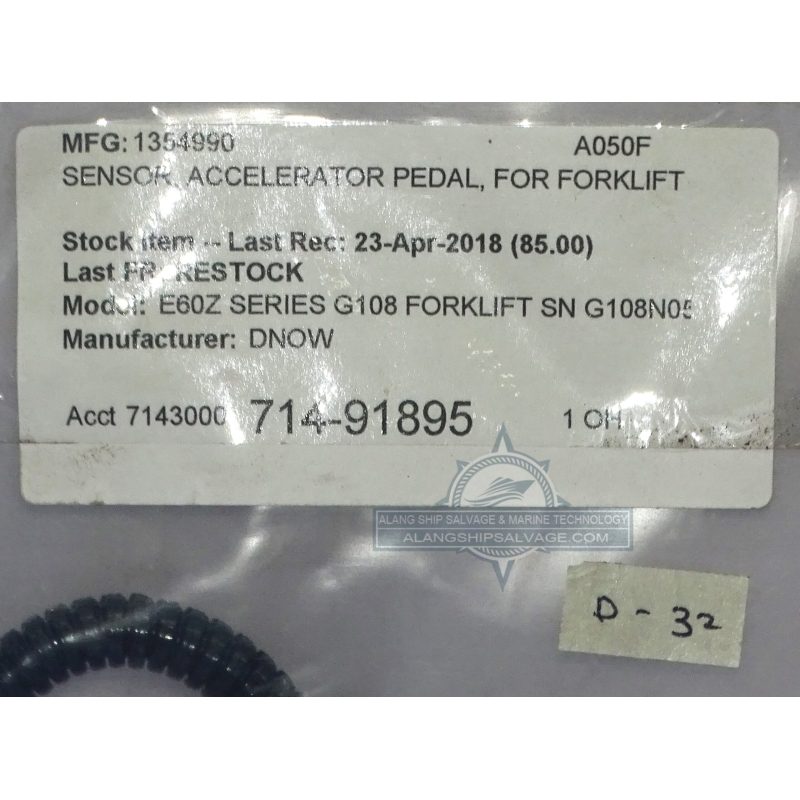 MFG: 1354990 A050F
SENSOR, ACCELERATOR PEDAL, FOR FORKLIFT
Stock Item -- Last Rec: 23-Apr-2018 (85.00)
Last RESTOCK
Model: E60Z SERIES G108 FORKLIFT SN G108N05
Manufacturer: DNOW
Acct 7143000 714-91895 1 OH
ALANG SHIP SALVAGE & MARINE TECHNOLOGY
ALANGSHIPSALVAGE.COM
D-32